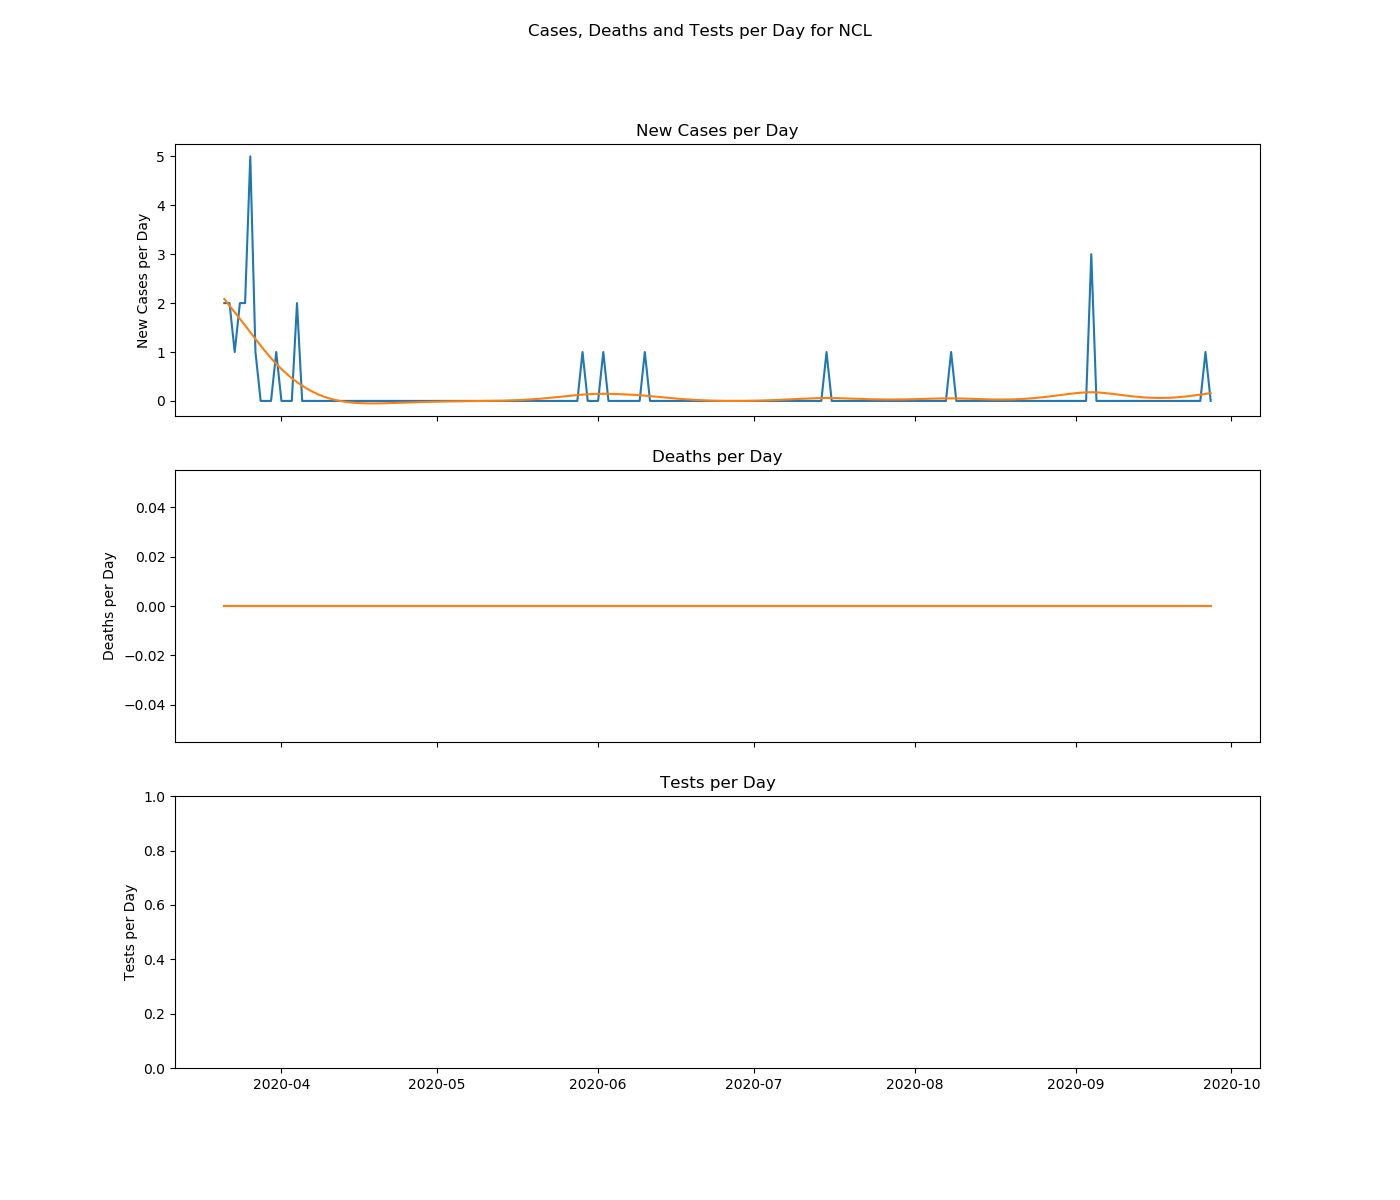 Cases, Deaths and Tests per Day for NCL
New Cases per Day
New Cases per Day
5
4
3
2
1
0
Deaths per Day
Deaths per Day
0.04
0.02
0.00
−0.02
−0.04
Tests per Day
Tests per Day
1.0
0.8
0.6
0.4
0.2
0.0
2020-04 2020-05 2020-06 2020-07 2020-08 2020-09 2020-10